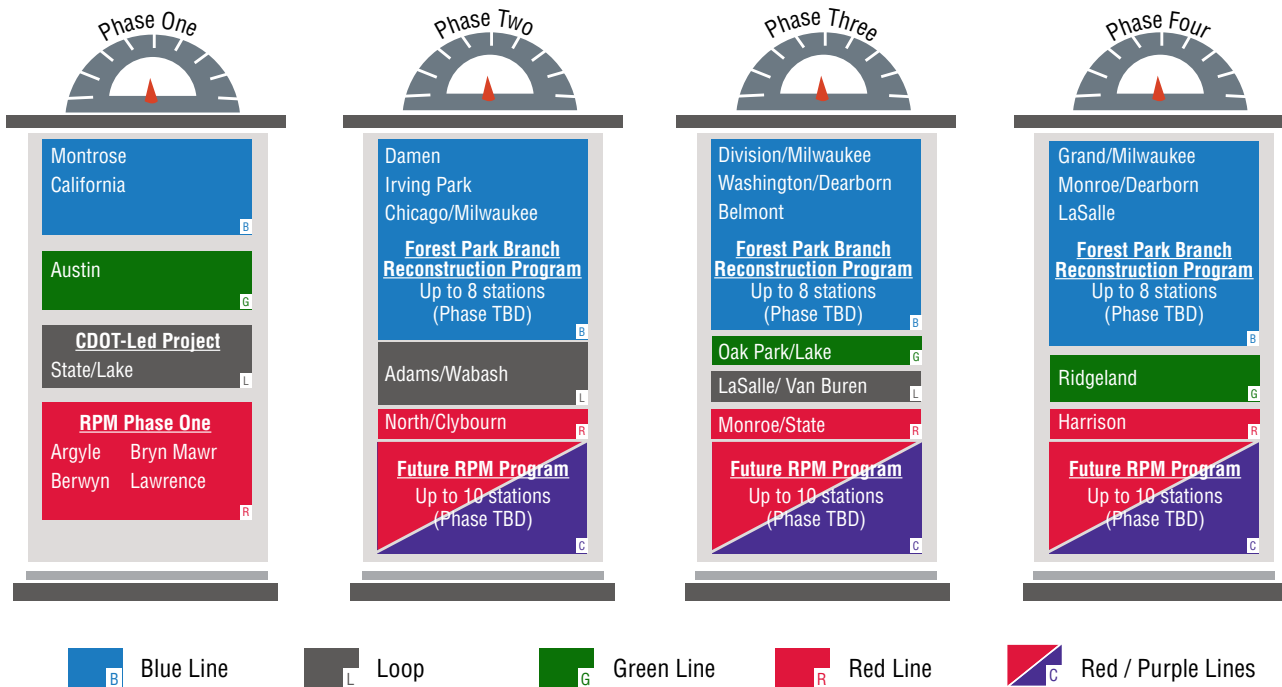 Phase One
Montrose
California
B
Austin
G
CDOT-Led Project
State/Lake
L
RPM Phase One
Argyle Bryn Mawr
Berwyn Lawrence
R
Phase Two
Damen
Irving Park
Chicago/Milwaukee
Forest Park Branch
Reconstruction Program
Up to 8 stations
(Phase TBD)
B
Adams/Wabash
L
North/Clybourn
R
Future RPM Program
Up to 10 stations
(Phase TBD)
C
Phase Three
Division/Milwaukee
Washington/Dearborn
Belmont
Forest Park Branch
Reconstruction Program
Up to 8 stations
(Phase TBD)
B
Oak Park/Lake
G
LaSalle/ Van Buren
L
Monroe/State
R
Future RPM Program
Up to 10 stations
(Phase TBD)
C
Phase Four
Grand/Milwaukee
Monroe/Dearborn
LaSalle
Forest Park Branch
Reconstruction Program
Up to 8 stations
(Phase TBD)
B
Ridgeland
G
Harrison
R
Future RPM Program
Up to 10 stations
(Phase TBD)
C
B Blue Line
L Loop
G Green Line
R Red Line
C Red / Purple Lines